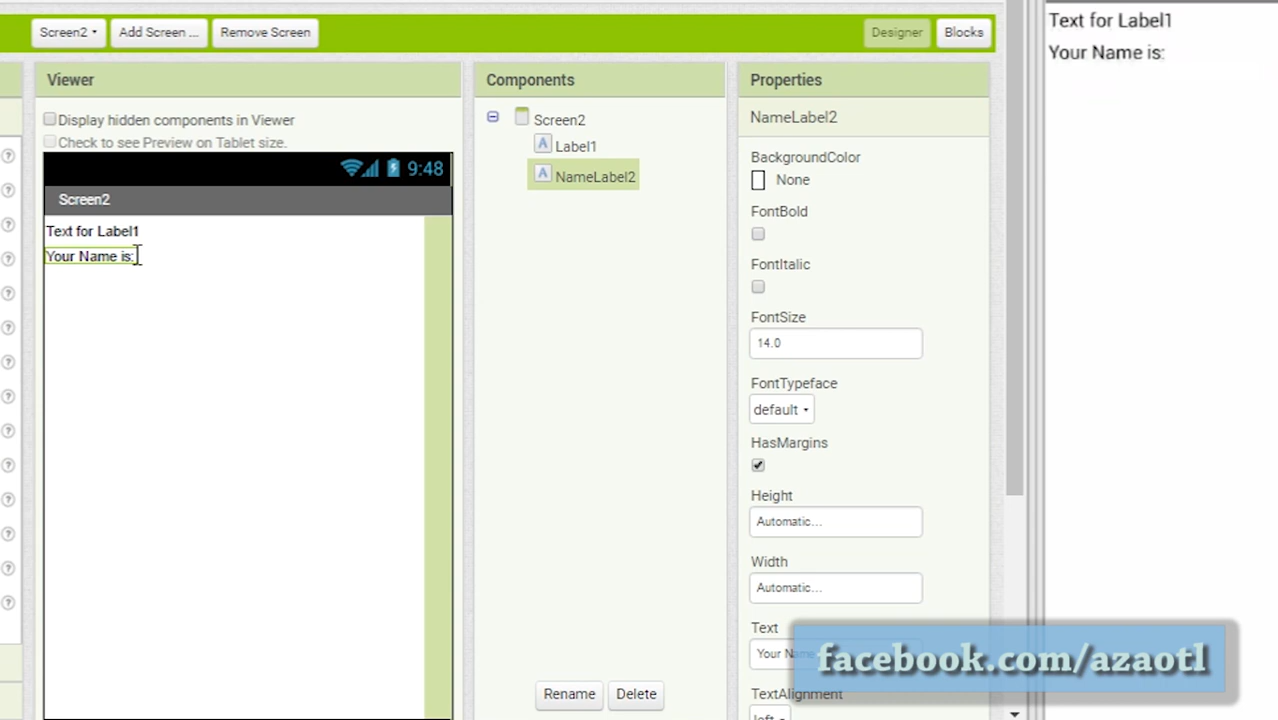 Screen2
Add Screen ...
Remove Screen
Designer
Blocks
Viewer
Display hidden components in Viewer
Check to see Preview on Tablet size.
9:48
Screen2
Text for Label1
Your Name is:
Components
Screen2
Label1
NameLabel2
Rename
Delete
Properties
NameLabel2
BackgroundColor
None
FontBold
FontItalic
FontSize
14.0
FontTypeface
default
HasMargins
Height
Automatic...
Width
Automatic...
Text
Your
TextAlignment
left
facebook.com/azaotl
Text for Label1
Your Name is: